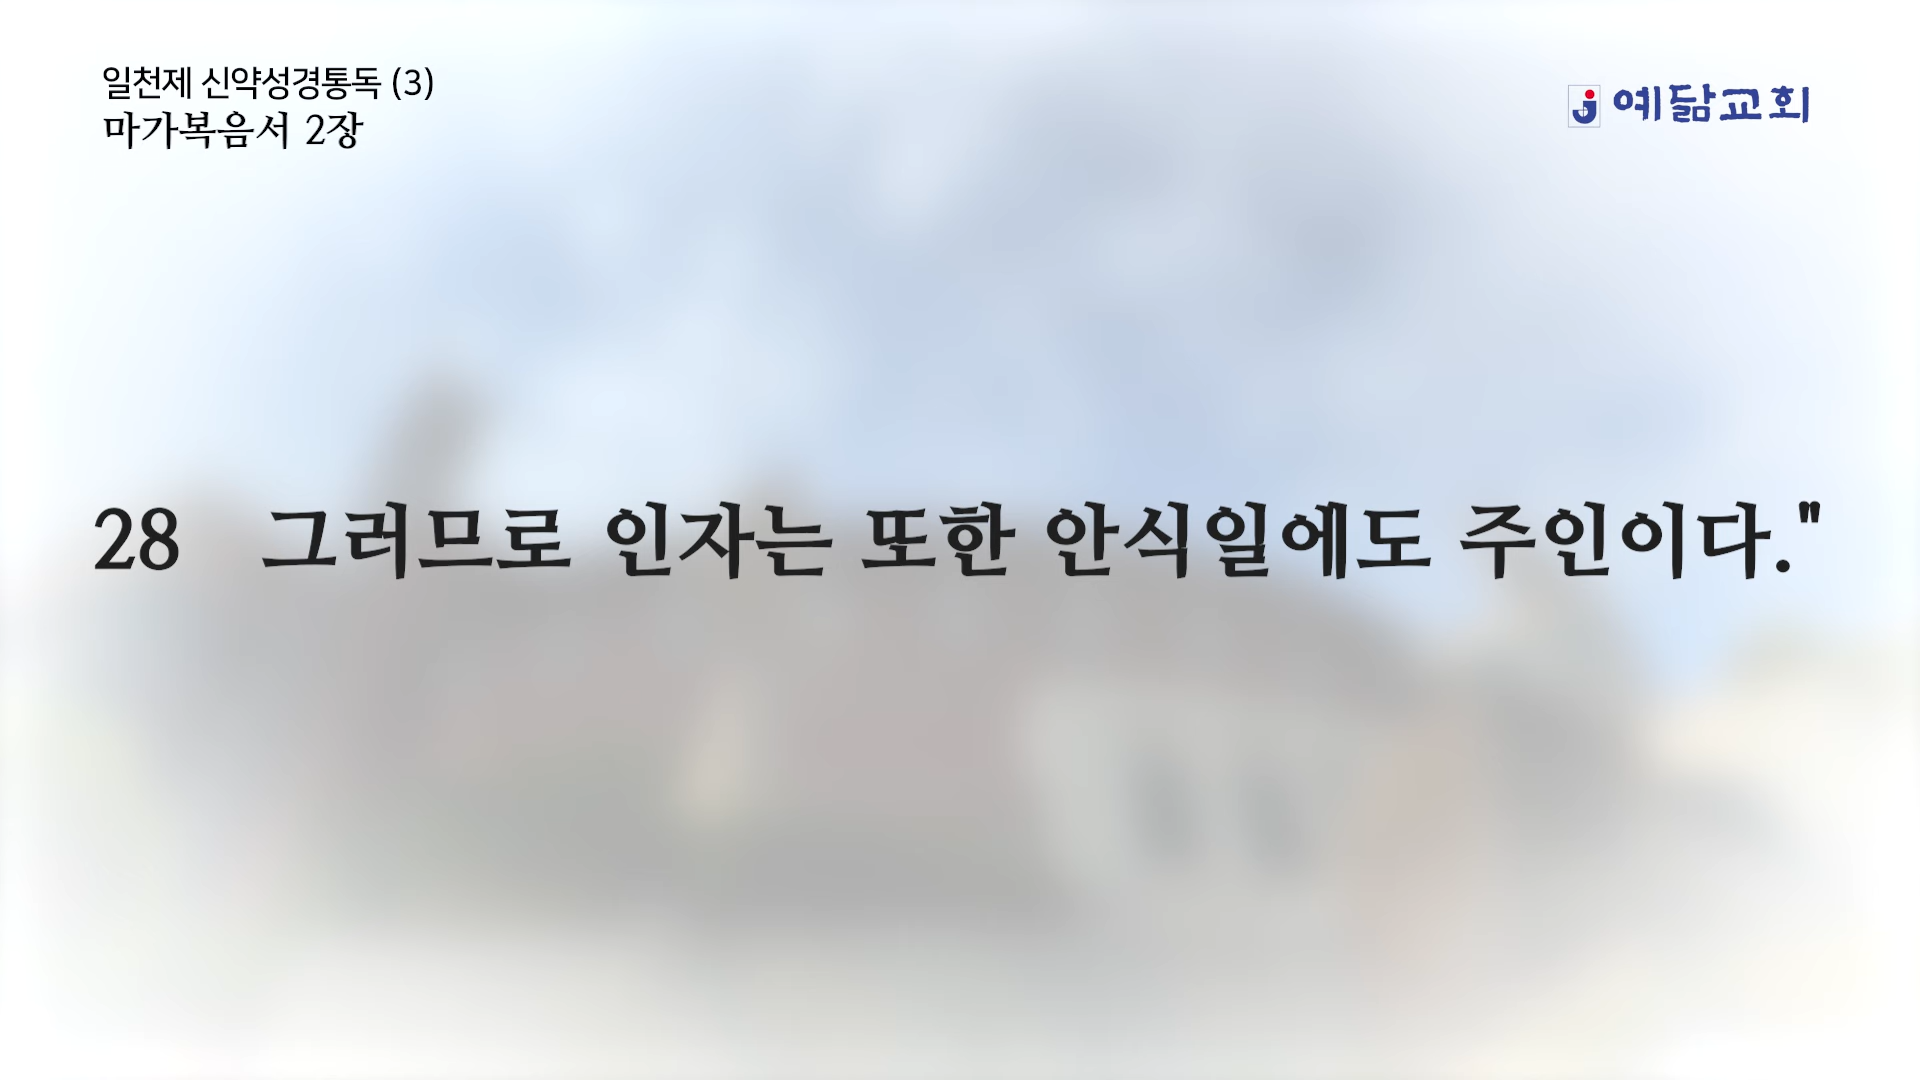 일천제 신약성경통독 (3)
마가복음서 2장
예닮교회
28 그러므로 인자는 또한 안식일에도 주인이다."